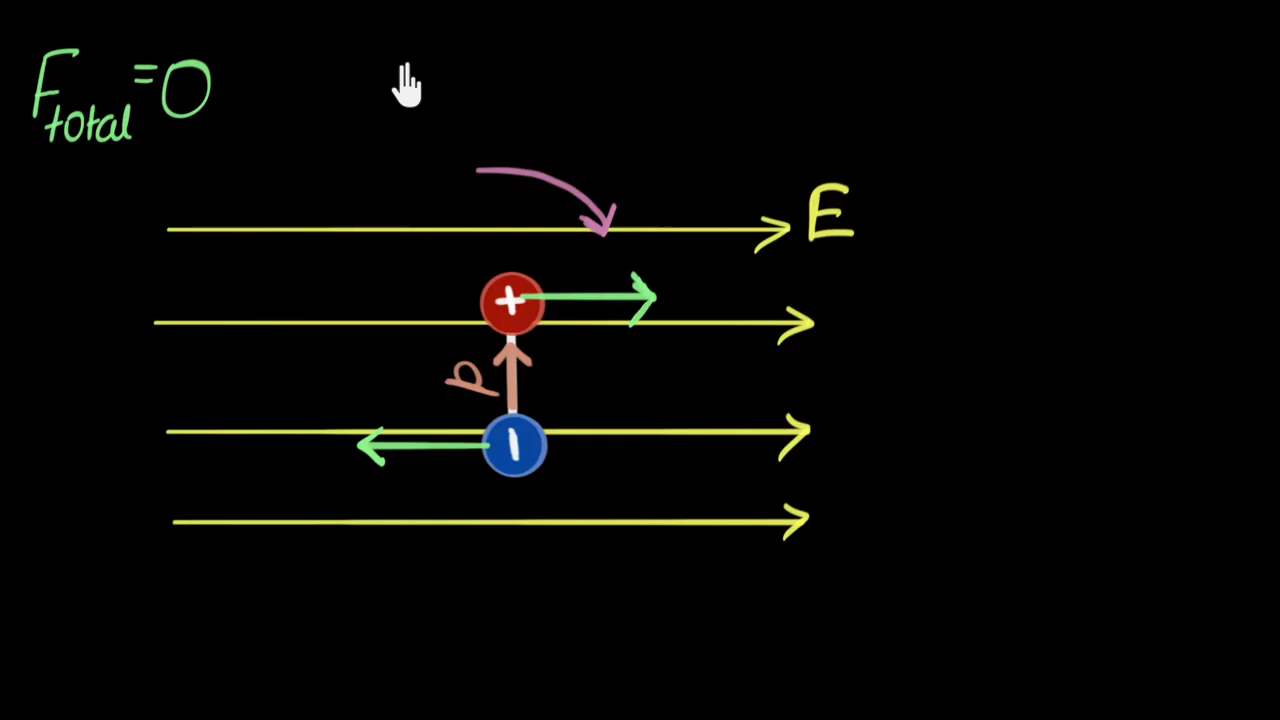 F_total = 0
E
+
p
−